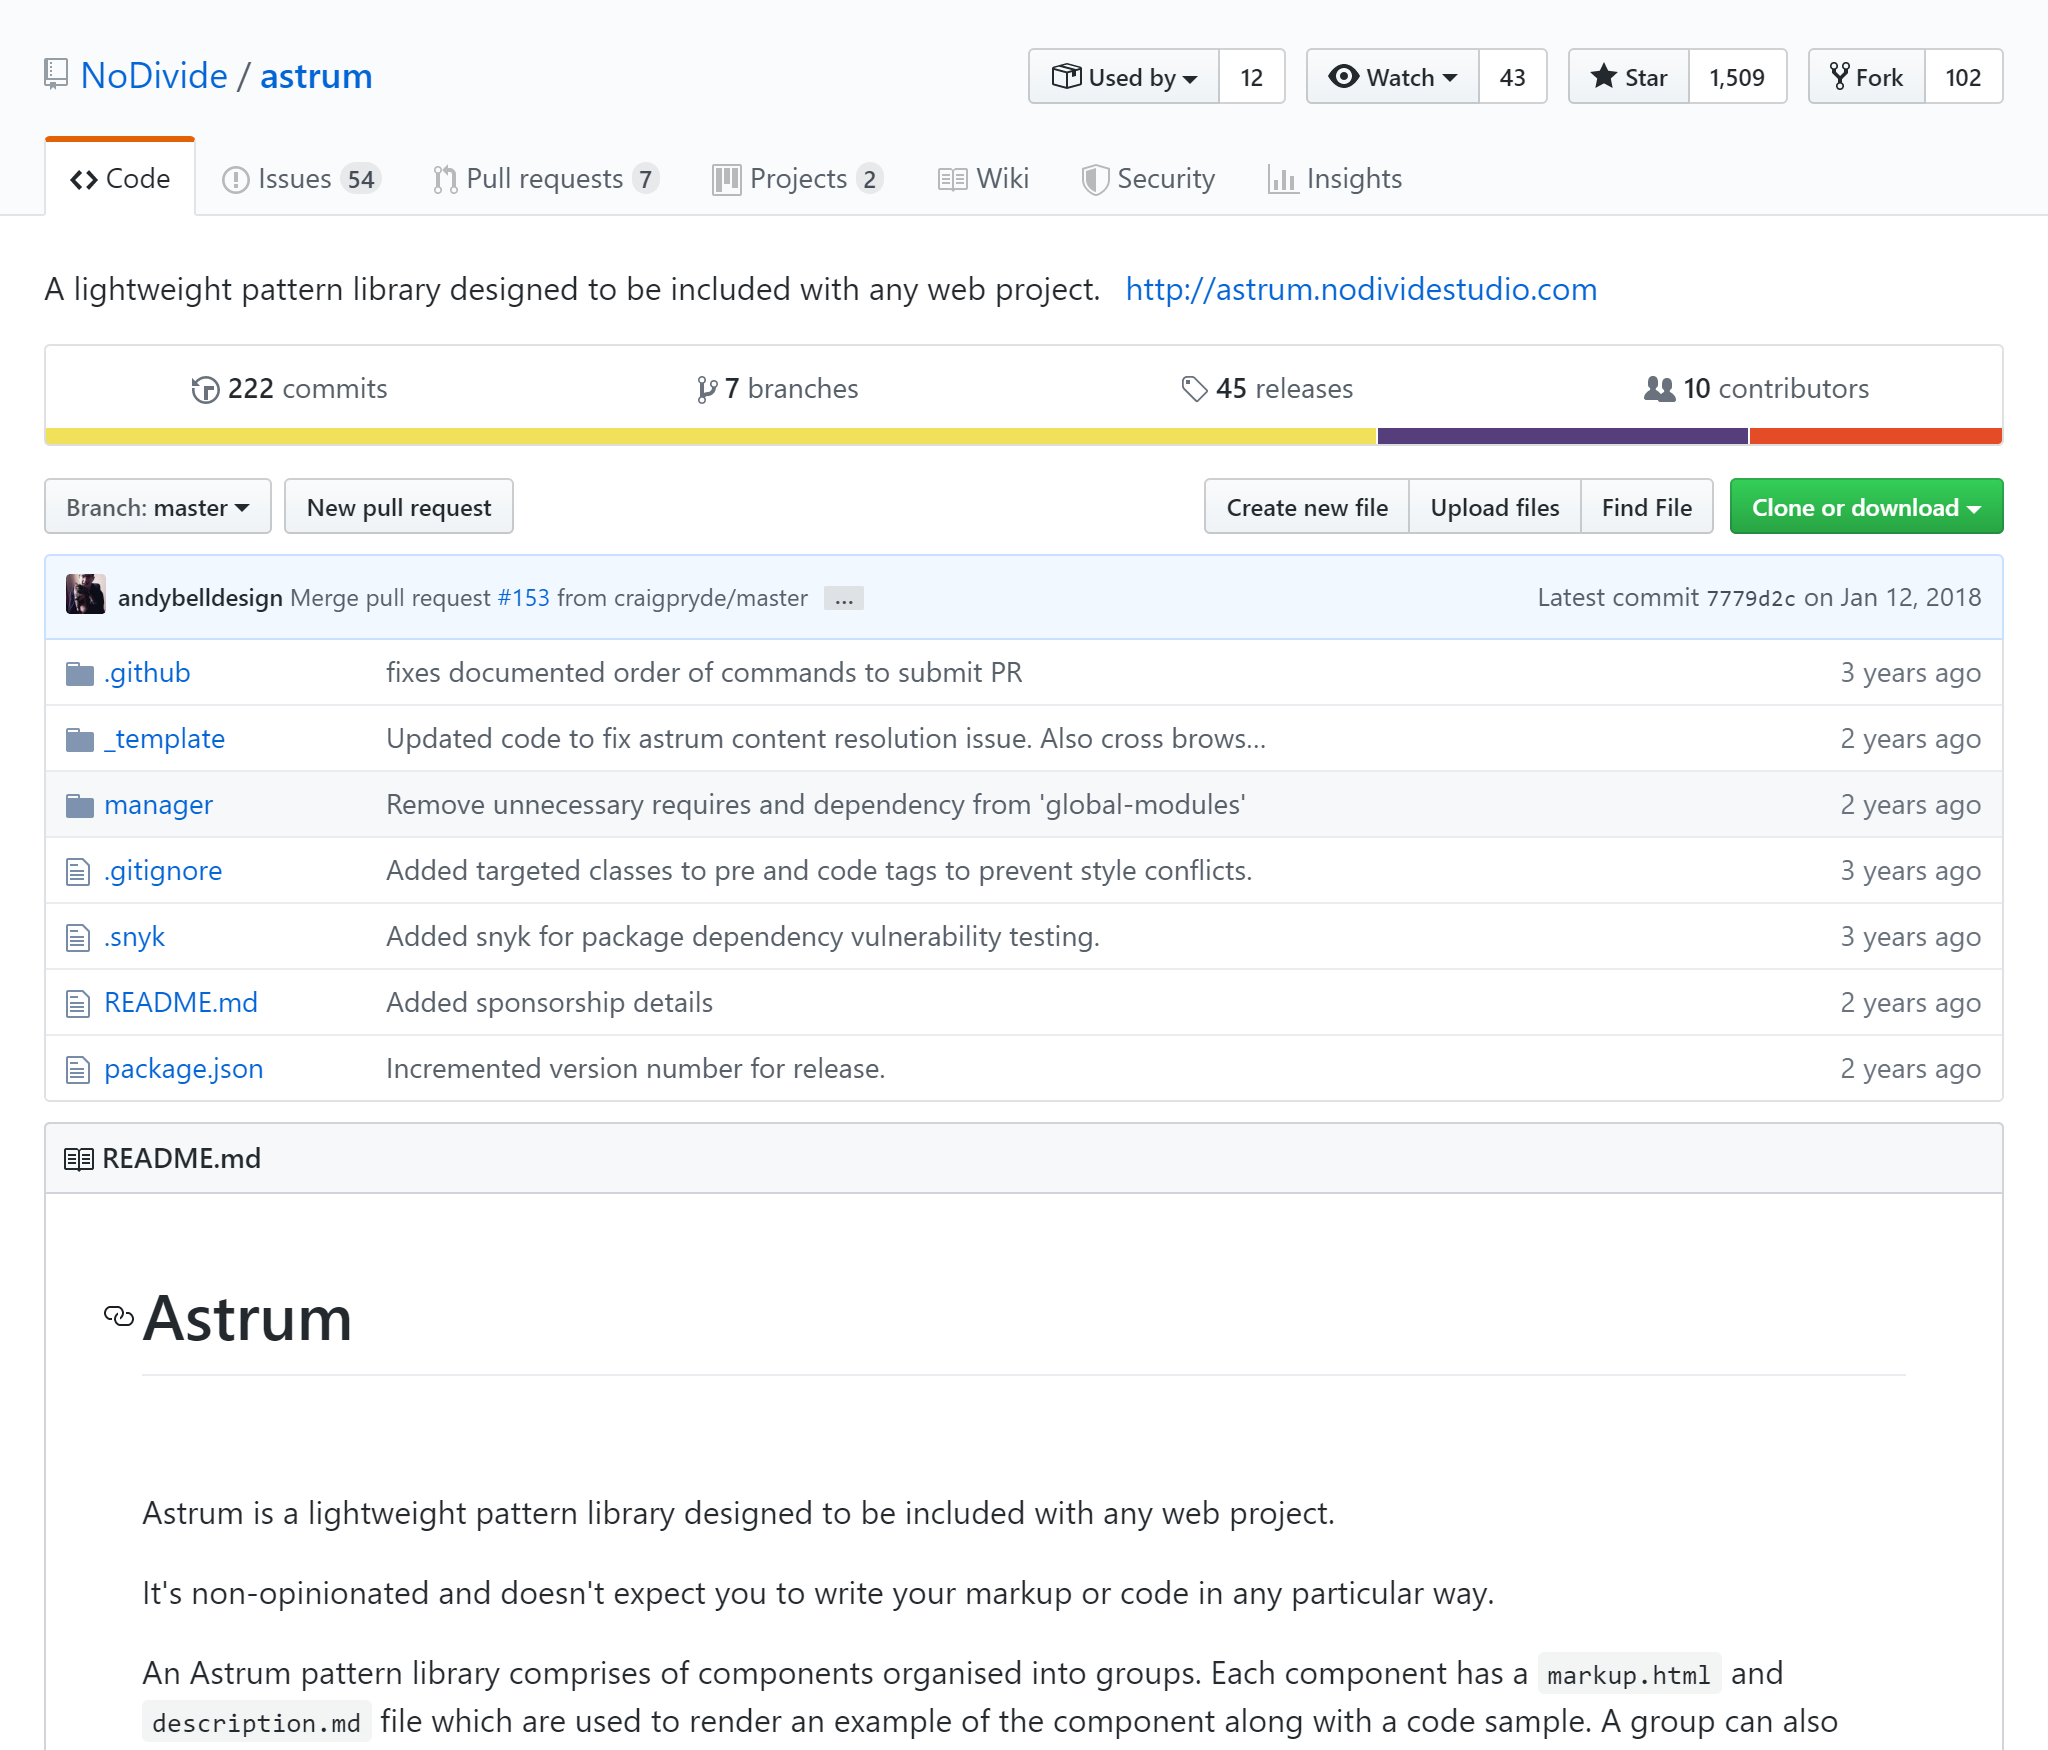 NoDivide / astrum
Used by 12 Watch 43 Star 1,509 Fork 102
Code Issues 54 Pull requests 7 Projects 2 Wiki Security Insights
A lightweight pattern library designed to be included with any web project. http://astrum.nodividestudio.com
222 commits 7 branches 45 releases 10 contributors
Branch: master New pull request Create new file Upload files Find File Clone or download
andybelldesign Merge pull request #153 from craigpryde/master ... Latest commit 7779d2c on Jan 12, 2018
.github fixes documented order of commands to submit PR 3 years ago
_template Updated code to fix astrum content resolution issue. Also cross brows... 2 years ago
manager Remove unnecessary requires and dependency from 'global-modules' 2 years ago
.gitignore Added targeted classes to pre and code tags to prevent style conflicts. 3 years ago
.snyk Added snyk for package dependency vulnerability testing. 3 years ago
README.md Added sponsorship details 2 years ago
package.json Incremented version number for release. 2 years ago
README.md
Astrum
Astrum is a lightweight pattern library designed to be included with any web project.
It's non-opinionated and doesn't expect you to write your markup or code in any particular way.
An Astrum pattern library comprises of components organised into groups. Each component has a markup.html and
description.md file which are used to render an example of the component along with a code sample. A group can also